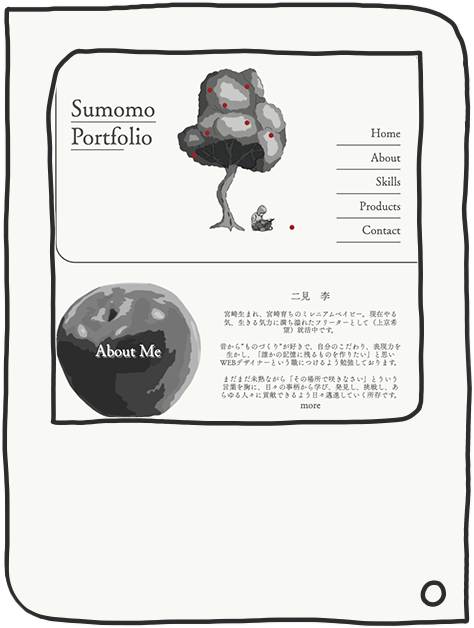 Sumomo
Portfolio
Home
About
Skills
Products
Contact
About Me
二見　李
宮崎生まれ、宮崎育ちのミレニアムベイビー。現在やる
気、生きる気力に満ち溢れたフリーターとして（上京希
望）就活中です。
昔から"ものづくり"が好きで、自分のこだわり、表現力を
生かし、「誰かの記憶に残るものを作りたい」と思い
WEBデザイナーという職につけるよう勉強しております。
まだまだ未熟ながら「その場所で咲きなさい」とういう
言葉を胸に、日々の事柄から学び、発見し、挑戦し、あ
らゆる人々に貢献できるよう日々邁進していく所存です。
more